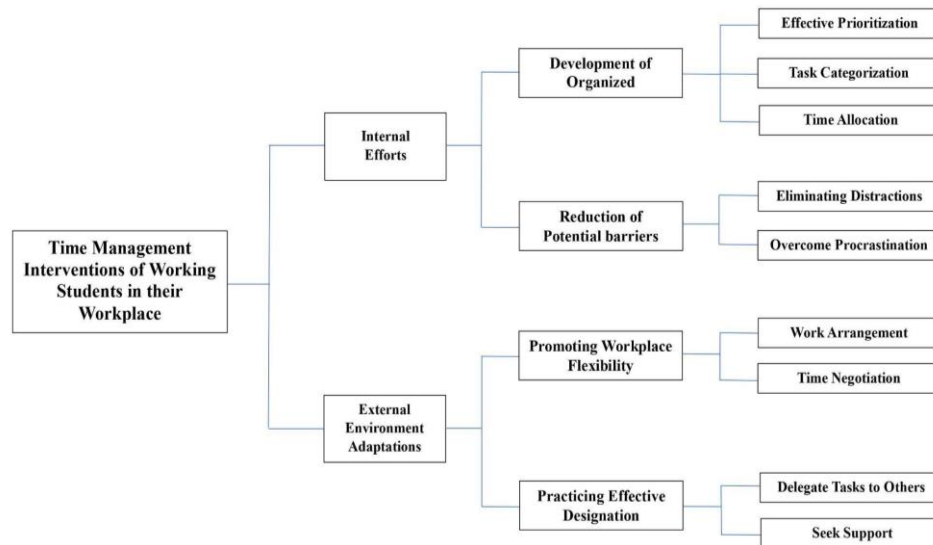 Time Management
Interventions of Working
Students in their
Workplace
Internal
Efforts
Development of
Organized
Effective Prioritization
Task Categorization
Time Allocation
Reduction of
Potential barriers
Eliminating Distractions
Overcome Procrastination
External
Environment
Adaptations
Promoting Workplace
Flexibility
Work Arrangement
Time Negotiation
Practicing Effective
Designation
Delegate Tasks to Others
Seek Support